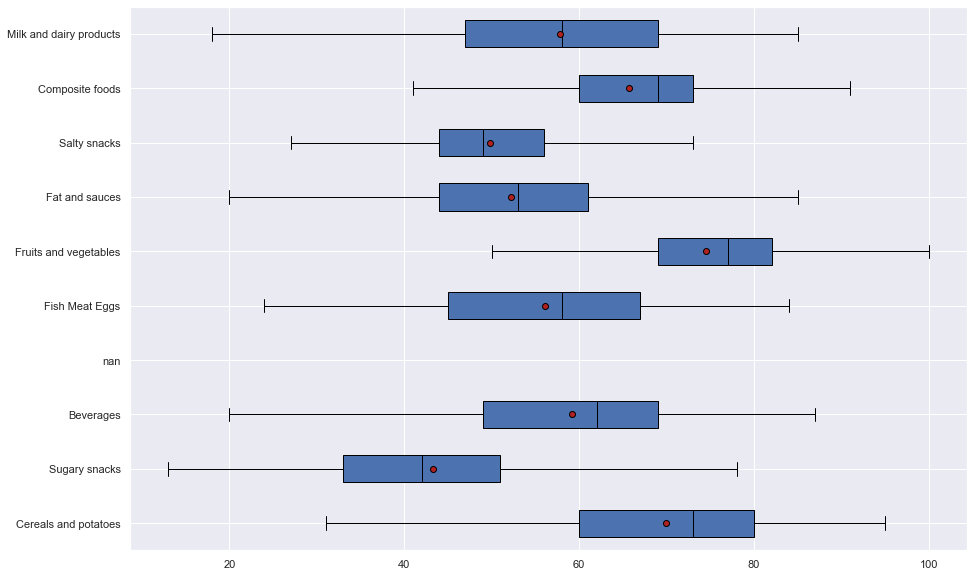 Milk and dairy products
Composite foods
Salty snacks
Fat and sauces
Fruits and vegetables
Fish Meat Eggs
nan
Beverages
Sugary snacks
Cereals and potatoes
20 40 60 80 100